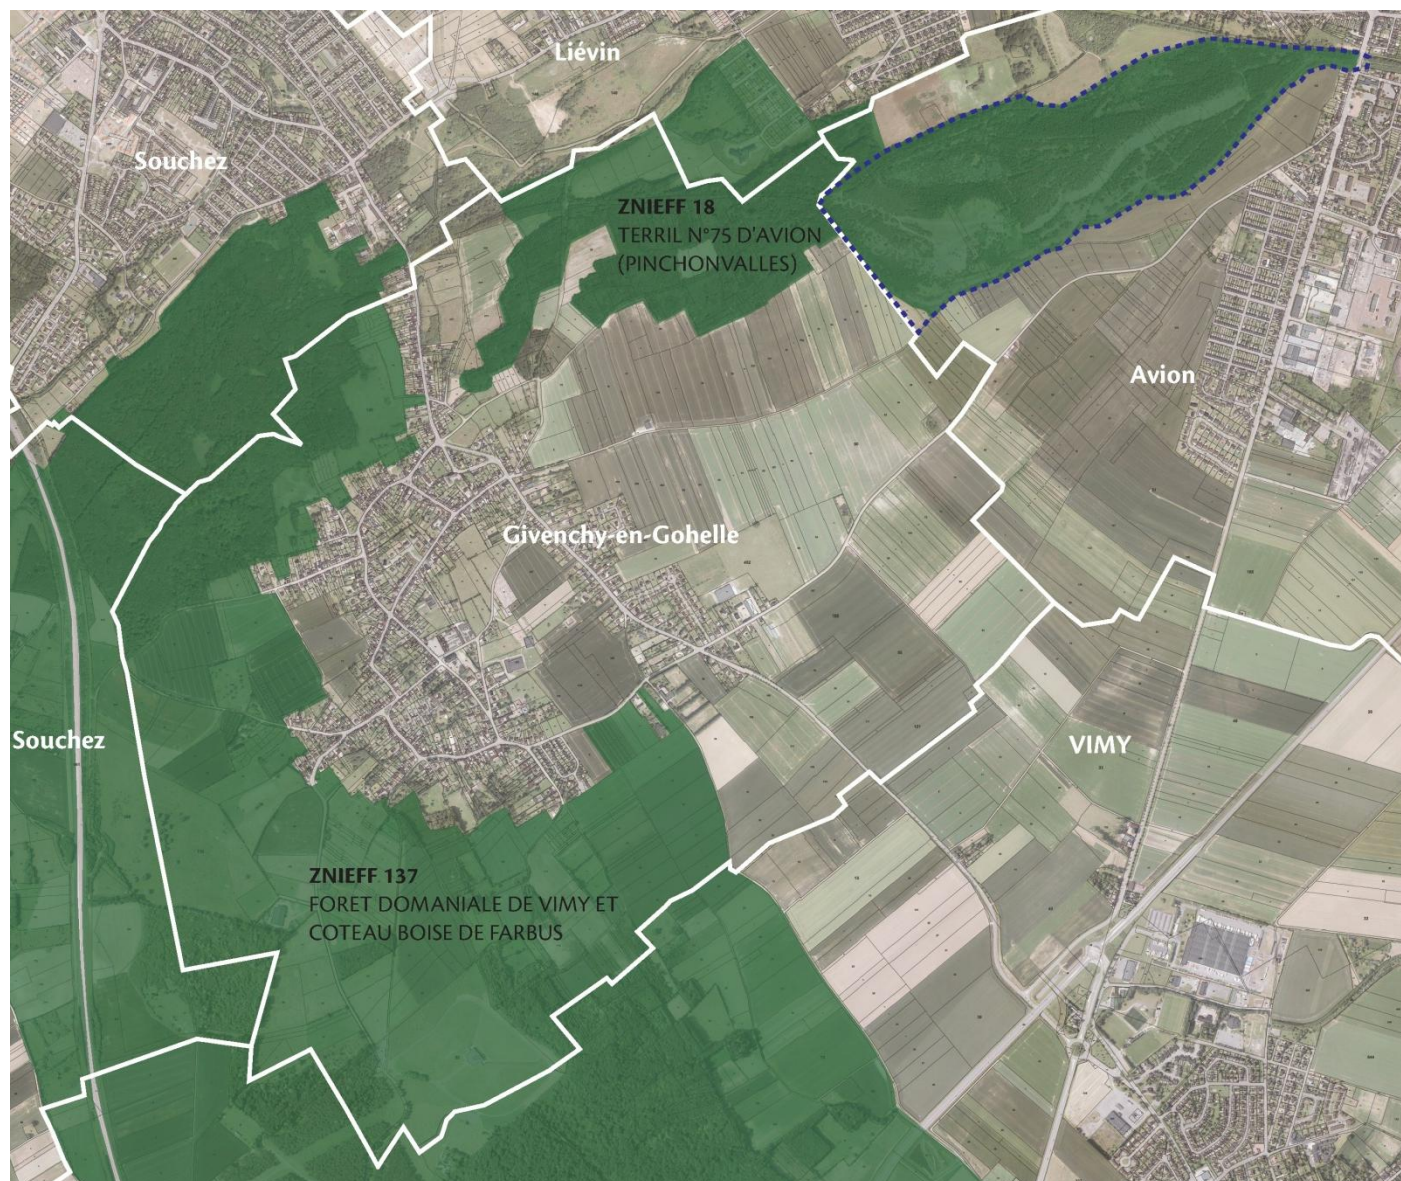 Liévin
Souchez
ZNIEFF 18
TERRIL N°75 D'AVION
(PINCHONVALLES)
Avion
Givenchy-en-Gohelle
Souchez
VIMY
ZNIEFF 137
FORET DOMANIALE DE VIMY ET
COTEAU BOISE DE FARBUS